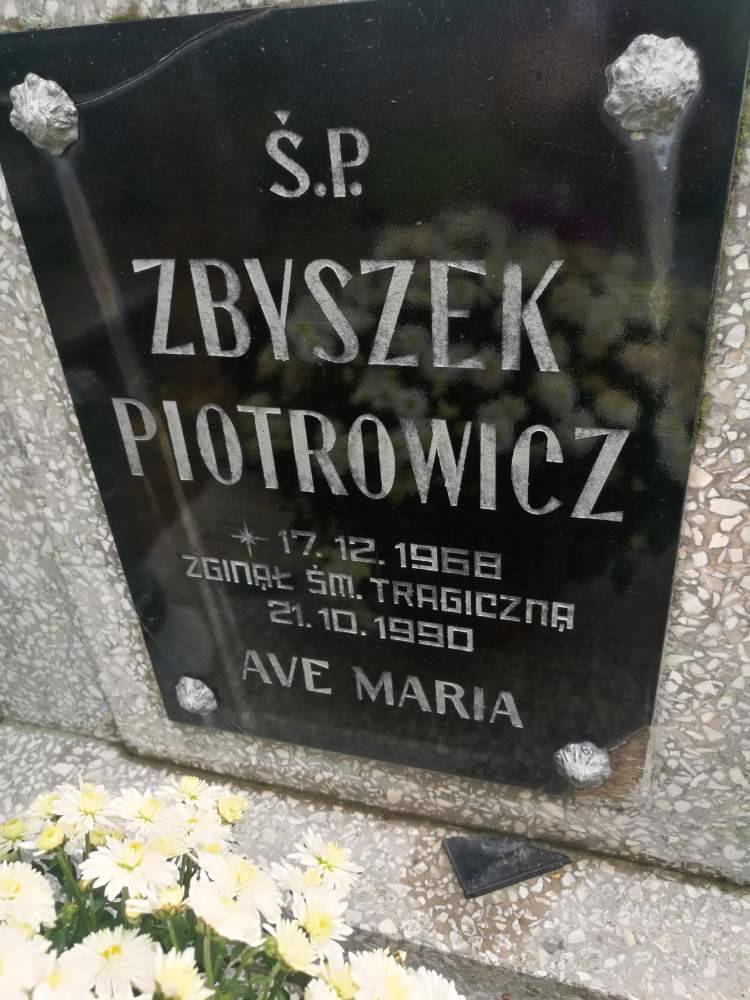 Ś.P.
ZBYSZEK
PIOTROWICZ
17.12.1968
ZGINĄŁ ŚM. TRAGICZNĄ
21.10.1990
AVE MARIA